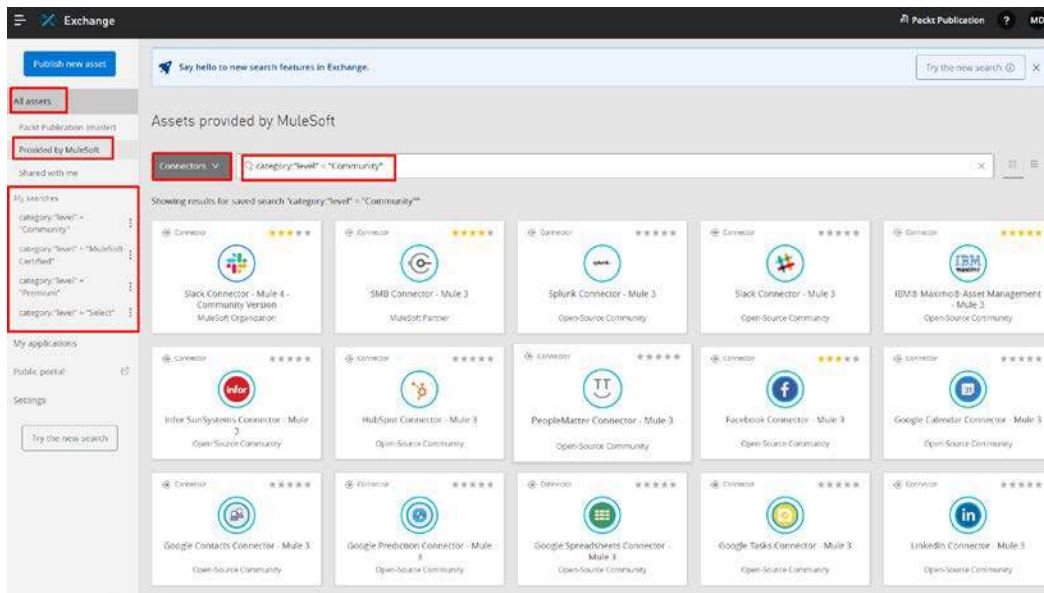 Exchange
Packt Publication
?
MD
Publish new asset
Say hello to new search features in Exchange.
Try the new search
All assets
Packt Publication (master)
Provided by MuleSoft
Shared with me
My searches
category:"level" =
"Community"
category:"level" = "MuleSoft-
Certified"
category:"level" =
"Premium"
category:"level" = "Select"
My applications
Public portal
Settings
Try the new search
Assets provided by MuleSoft
Connectors
category:"level" = "Community"
Showing results for saved search "category:"level" = "Community""
Connector
Connector
Connector
Connector
Connector
splunk>
IBM
maximo
Slack Connector - Mule 4 -
Community Version
MuleSoft Organization
SMB Connector - Mule 3
MuleSoft Partner
Splunk Connector - Mule 3
Open-Source Community
Slack Connector - Mule 3
Open-Source Community
IBM® Maximo® Asset Management
- Mule 3
Open-Source Community
Connector
Connector
Connector
Connector
Connector
infor
TT
31
Infor SunSystems Connector - Mule
3
Open-Source Community
HubSpot Connector - Mule 3
Open-Source Community
PeopleMatter Connector - Mule 3
Open-Source Community
Facebook Connector - Mule 3
Open-Source Community
Google Calendar Connector - Mule 3
Open-Source Community
Connector
Connector
Connector
Connector
Connector
in
Google Contacts Connector - Mule 3
Open-Source Community
Google Prediction Connector - Mule
3
Open-Source Community
Google Spreadsheets Connector -
Mule 3
Open-Source Community
Google Tasks Connector - Mule 3
Open-Source Community
LinkedIn Connector - Mule 3
Open-Source Community